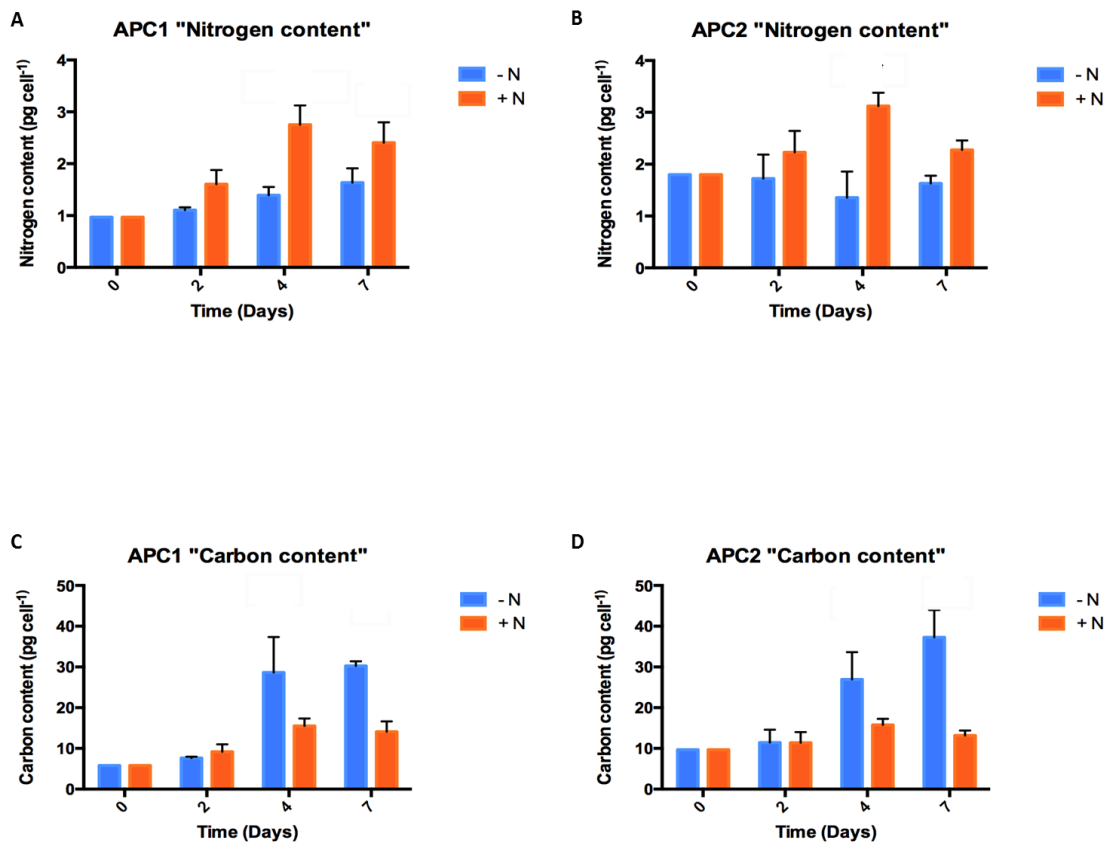 A
APC1 "Nitrogen content"
Nitrogen content (pg cell-1)
4
3
2
1
0
0
2
4
7
Time (Days)
- N
+ N
B
APC2 "Nitrogen content"
Nitrogen content (pg cell-1)
4
3
2
1
0
0
2
4
7
Time (Days)
- N
+ N
C
APC1 "Carbon content"
Carbon content (pg cell-1)
50
40
30
20
10
0
0
2
4
7
Time (Days)
- N
+ N
D
APC2 "Carbon content"
Carbon content (pg cell-1)
50
40
30
20
10
0
0
2
4
7
Time (Days)
- N
+ N